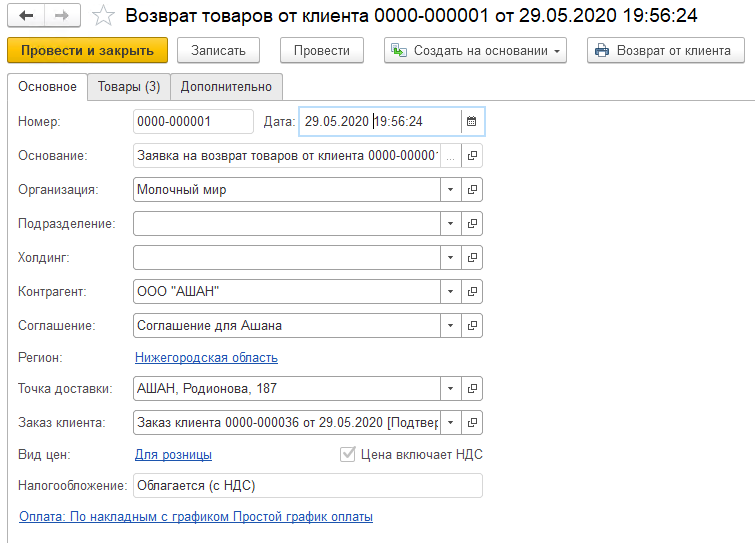 Возврат товаров от клиента 0000-000001 от 29.05.2020 19:56:24
Провести и закрыть Записать Провести Создать на основании Возврат от клиента
Основное Товары (3) Дополнительно
Номер: 0000-000001 Дата: 29.05.2020 19:56:24
Основание: Заявка на возврат товаров от клиента 0000-000001 ...
Организация: Молочный мир
Подразделение:
Холдинг:
Контрагент: ООО "АШАН"
Соглашение: Соглашение для Ашана
Регион: Нижегородская область
Точка доставки: АШАН, Родионова, 187
Заказ клиента: Заказ клиента 0000-000036 от 29.05.2020 [Подтвер
Вид цен: Для розницы Цена включает НДС
Налогообложение: Облагается (с НДС)
Оплата: По накладным с графиком Простой график оплаты